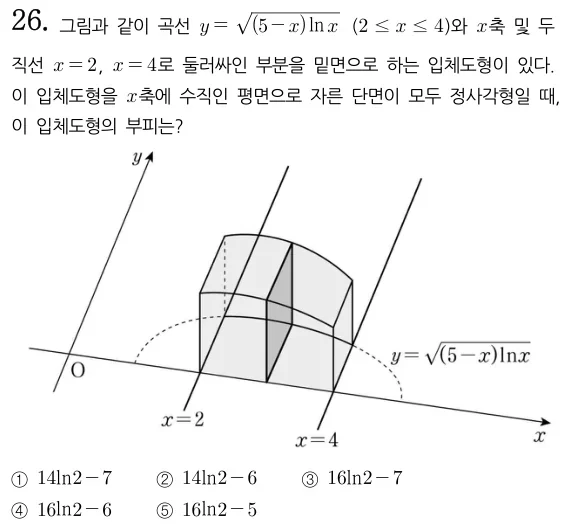 26. 그림과 같이 곡선 y = √((5−x)ln x) (2 ≤ x ≤ 4)와 x축 및 두
직선 x = 2, x = 4로 둘러싸인 부분을 밑면으로 하는 입체도형이 있다.
이 입체도형을 x축에 수직인 평면으로 자른 단면이 모두 정사각형일 때,
이 입체도형의 부피는?
y
O
y = √((5−x)lnx)
x = 2
x = 4
x
① 14ln2 − 7 ② 14ln2 − 6 ③ 16ln2 − 7
④ 16ln2 − 6 ⑤ 16ln2 − 5